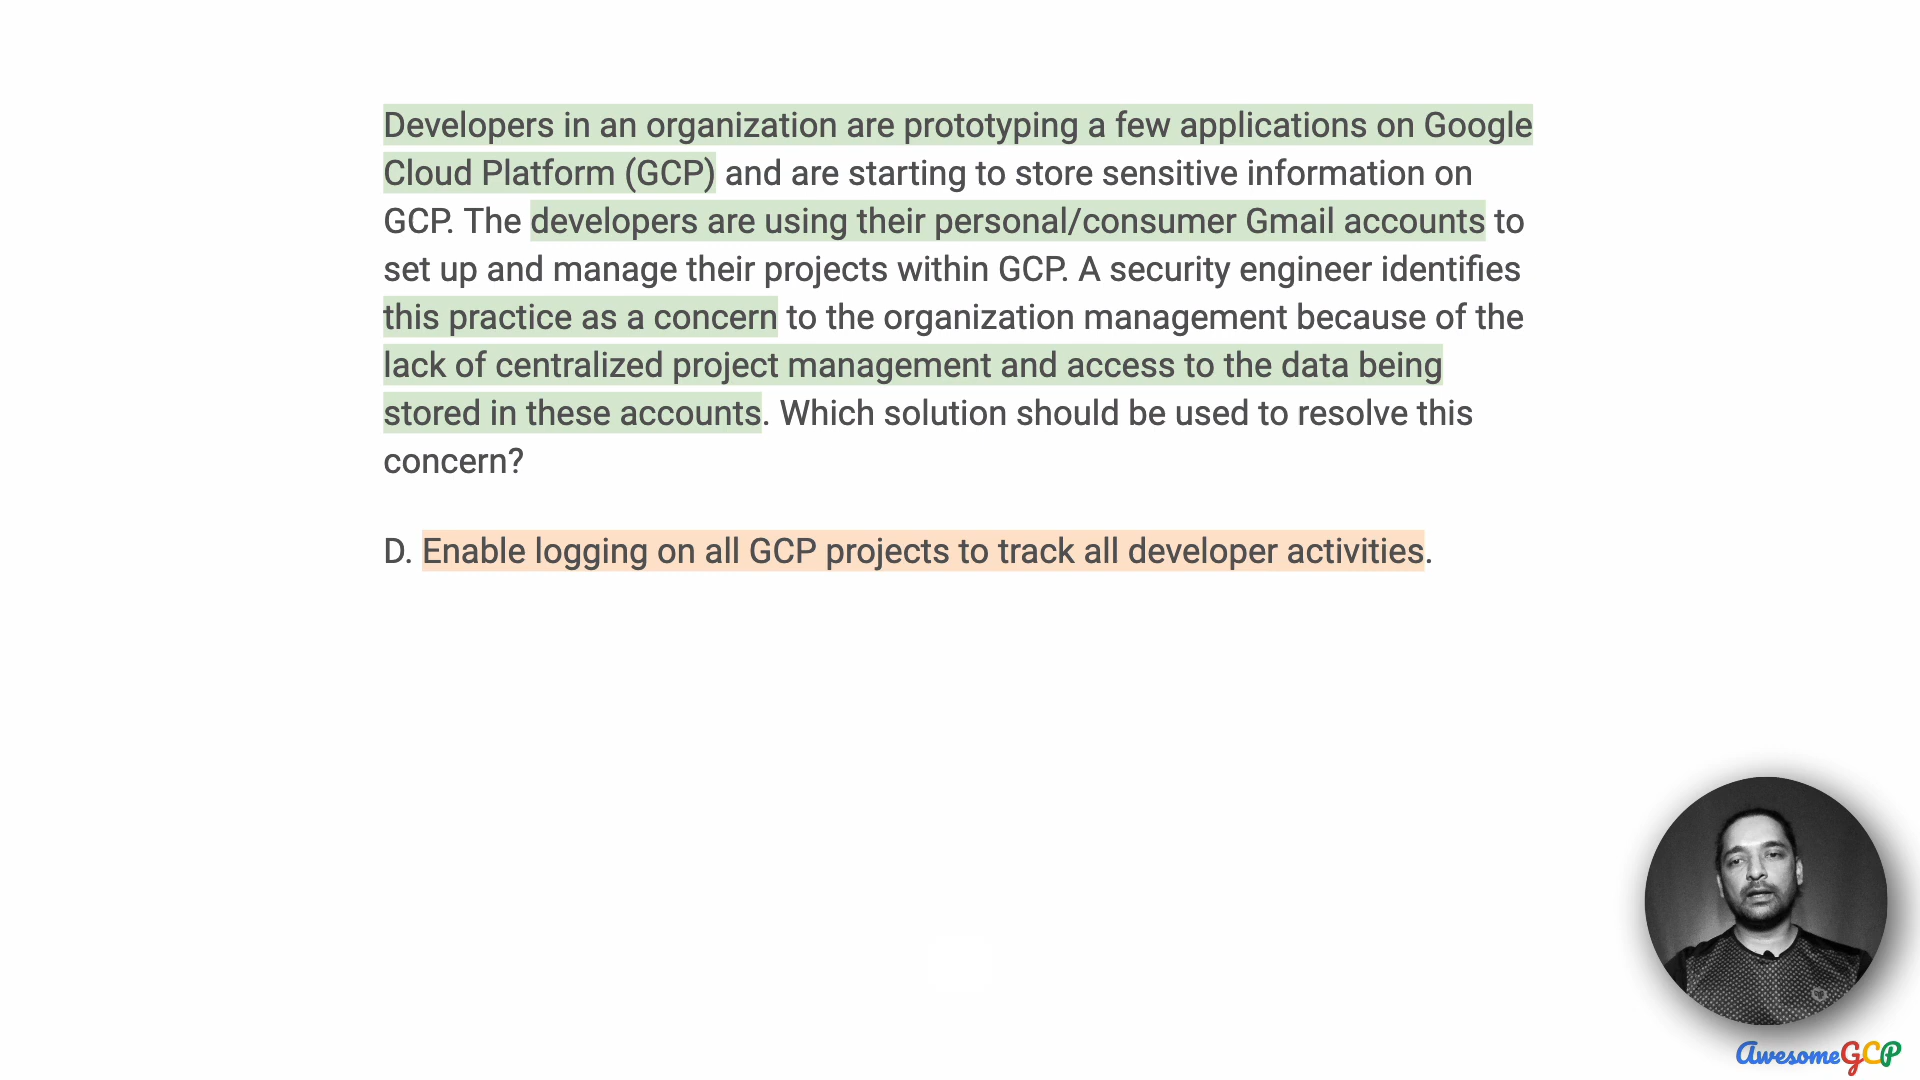 Developers in an organization are prototyping a few applications on Google
Cloud Platform (GCP) and are starting to store sensitive information on
GCP. The developers are using their personal/consumer Gmail accounts to
set up and manage their projects within GCP. A security engineer identifies
this practice as a concern to the organization management because of the
lack of centralized project management and access to the data being
stored in these accounts. Which solution should be used to resolve this
concern?
D. Enable logging on all GCP projects to track all developer activities.
AwesomeGCP